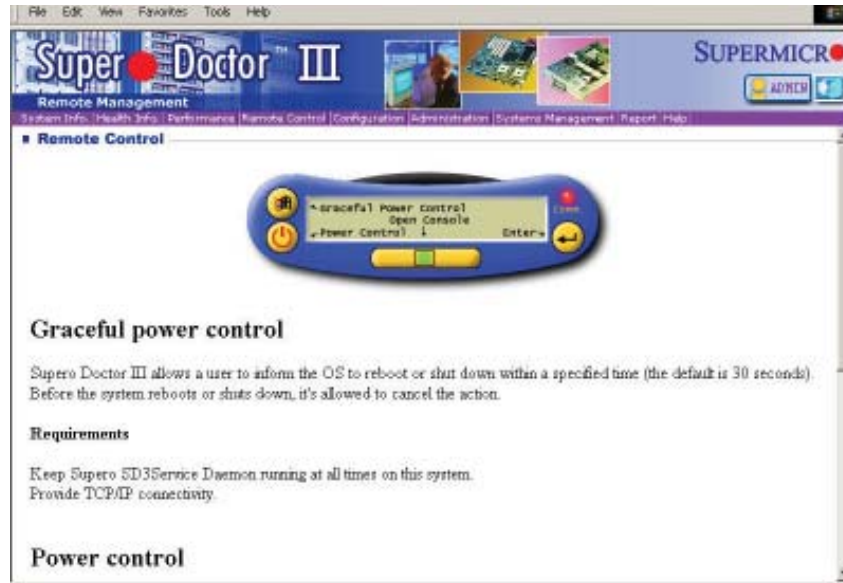 File Edit View Favorites Tools Help
Super Doctor™ III
SUPERMICR
Remote Management
ADMIN
System Info. Health Info. Performance Remote Control Configuration Administration Systems Management Report Help
Remote Control
Graceful Power Control
Open Console
Power Control ↓ Enter
Graceful power control
Supero Doctor III allows a user to inform the OS to reboot or shut down within a specified time (the default is 30 seconds).
Before the system reboots or shuts down, it's allowed to cancel the action.
Requirements
Keep Supero SD3Service Daemon running at all times on this system.
Provide TCP/IP connectivity.
Power control